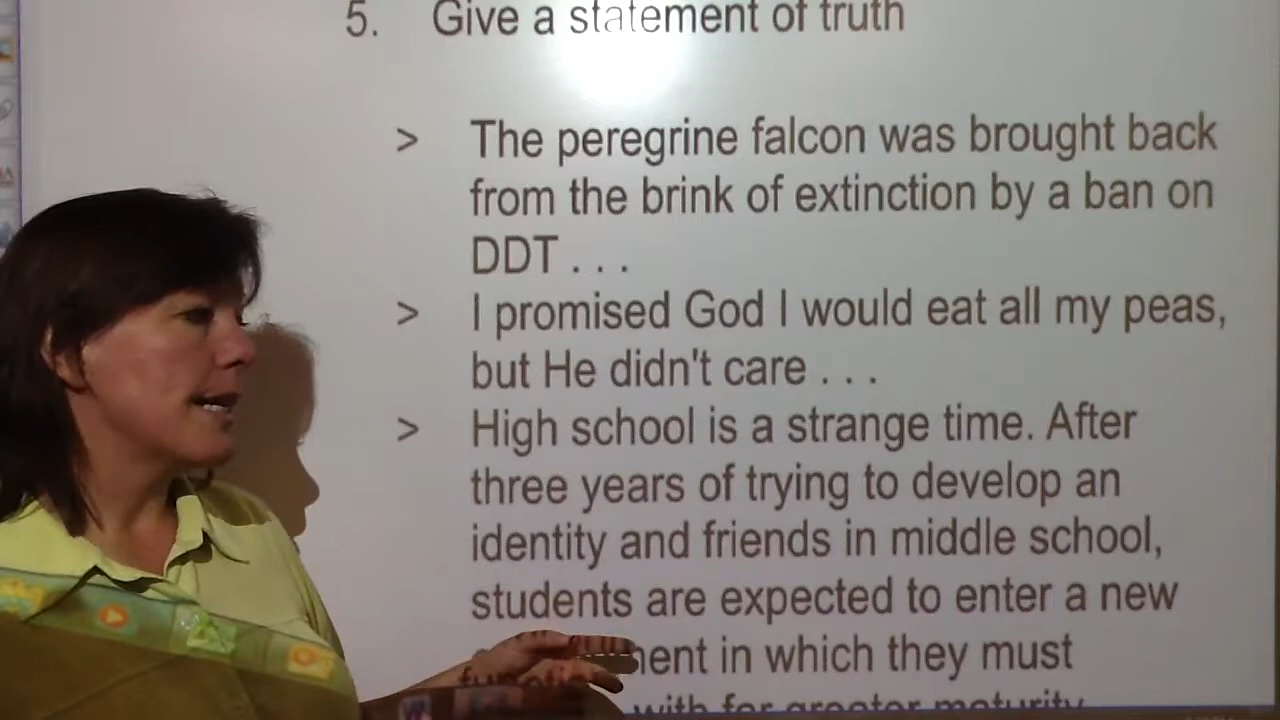 5. Give a statement of truth
> The peregrine falcon was brought back
from the brink of extinction by a ban on
DDT . . .
> I promised God I would eat all my peas,
but He didn't care . . .
> High school is a strange time. After
three years of trying to develop an
identity and friends in middle school,
students are expected to enter a new
in which they must
with far greater maturity